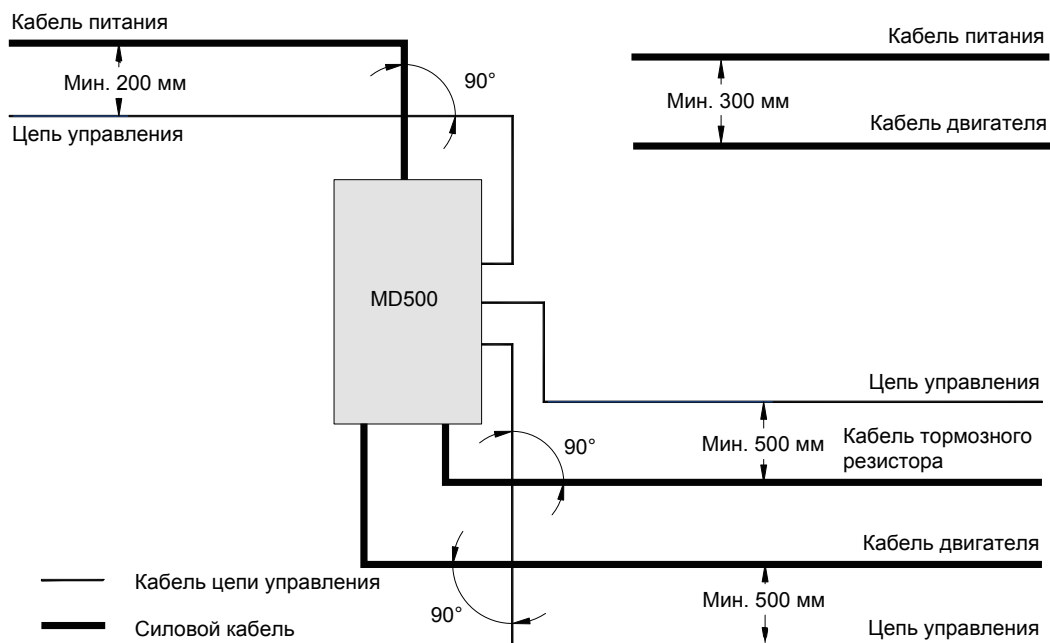 Кабель питания
Мин. 200 мм
90°
Цепь управления
Кабель питания
Мин. 300 мм
Кабель двигателя
MD500
Цепь управления
Мин. 500 мм
Кабель тормозного
резистора
90°
Кабель двигателя
Мин. 500 мм
Цепь управления
90°
Кабель цепи управления
Силовой кабель